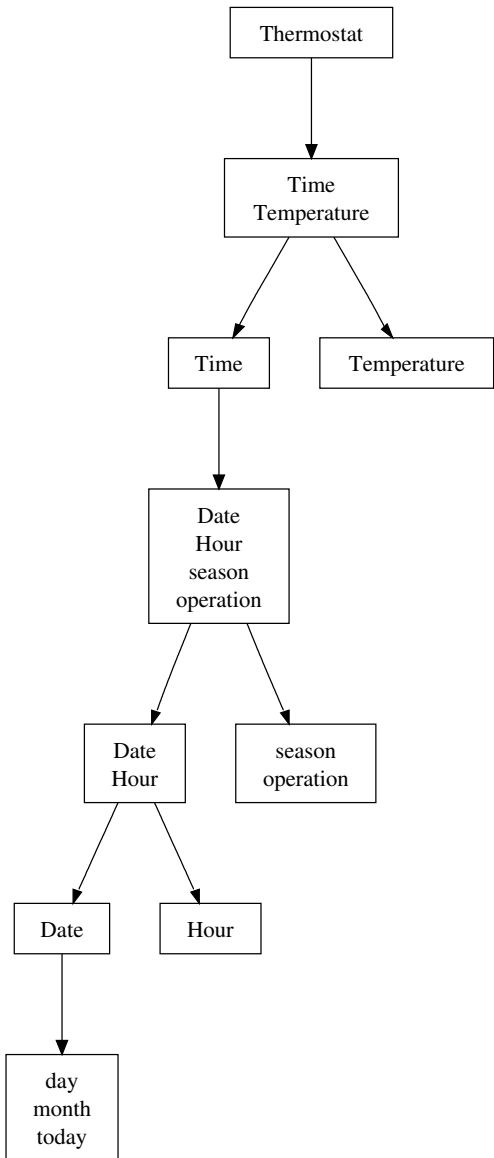 Thermostat
Time
Temperature
Time
Temperature
Date
Hour
season
operation
Date
Hour
season
operation
Date
Hour
day
month
today